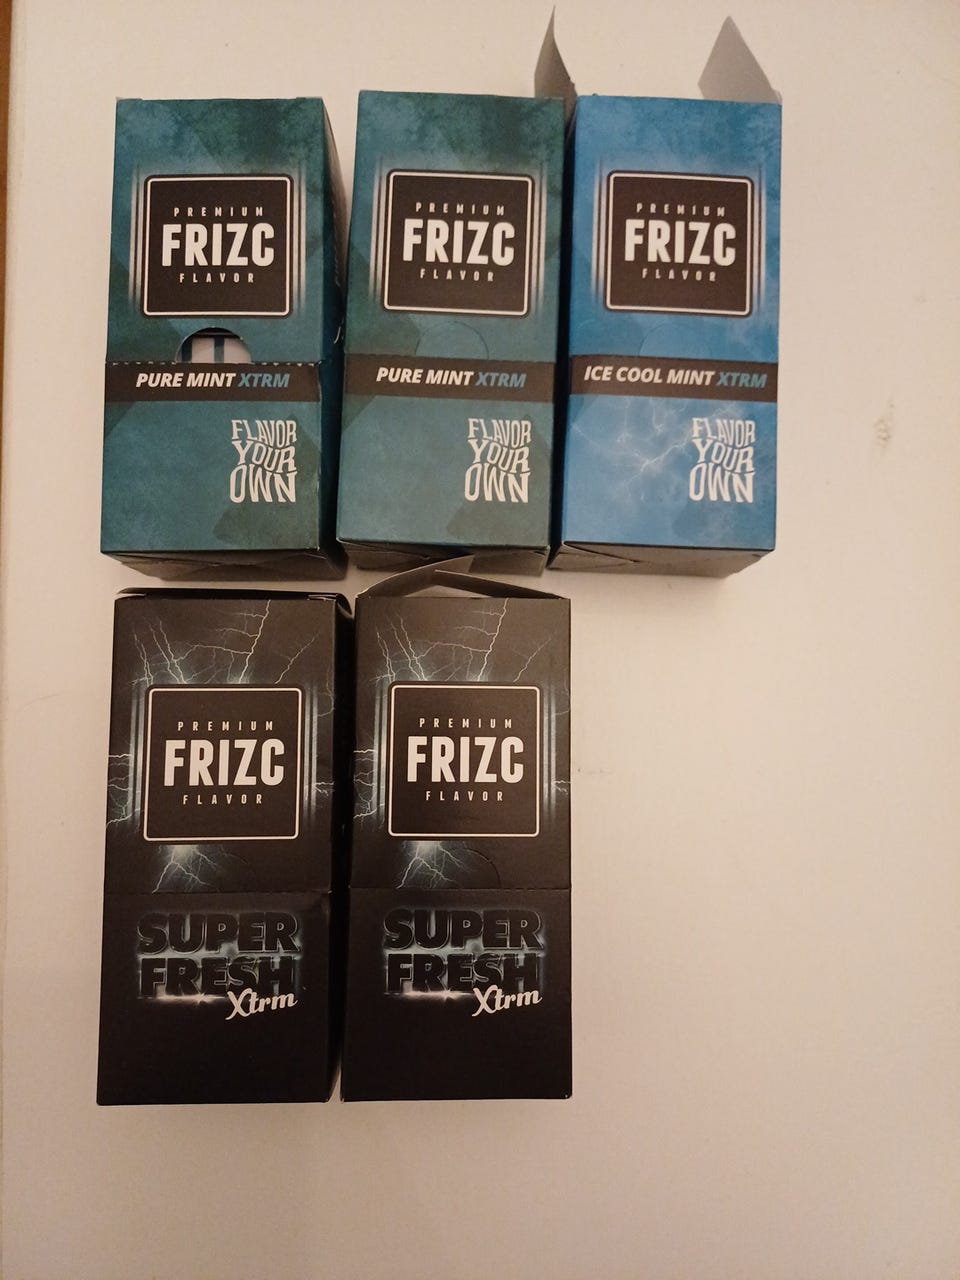 PREMIUM
FRIZC
FLAVOR
PURE MINT XTRM
FLAVOR
YOUR
OWN
PREMIUM
FRIZC
FLAVOR
PURE MINT XTRM
FLAVOR
YOUR
OWN
PREMIUM
FRIZC
FLAVOR
ICE COOL MINT XTRM
FLAVOR
YOUR
OWN
PREMIUM
FRIZC
FLAVOR
SUPER
FRESH
Xtrm
PREMIUM
FRIZC
FLAVOR
SUPER
FRESH
Xtrm